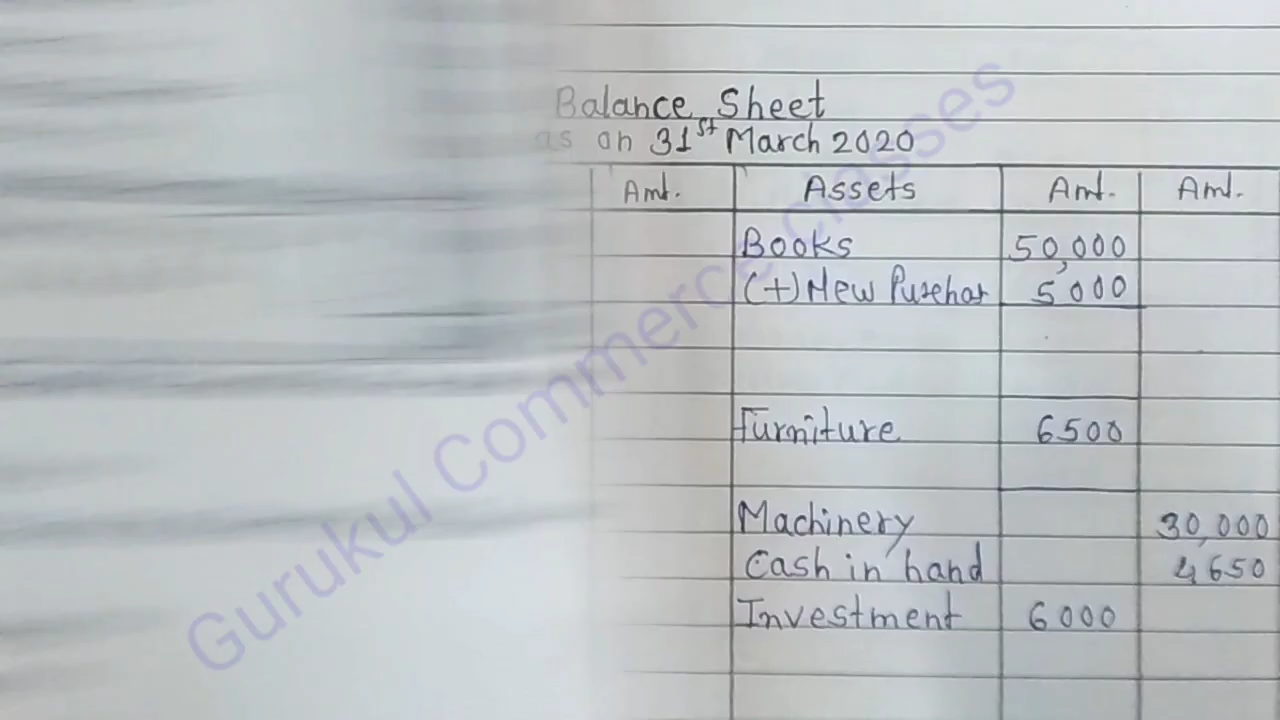 Balance Sheet
as on 31st March 2020
Amt. Assets Amt. Amt.
Books 50,000
(+) New Purchas 5000
Furniture 6500
Machinery 30,000
Cash in hand 4650
Investment 6000
Gurukul Commerce Classes